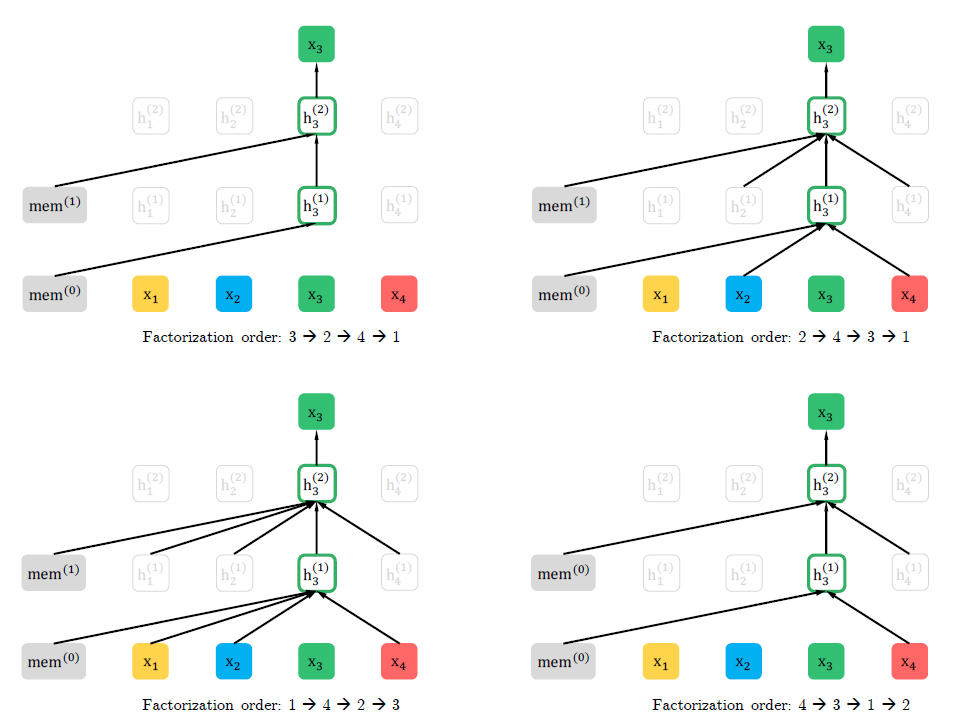 x₃ x₃
h₁⁽²⁾ h₂⁽²⁾ h₃⁽²⁾ h₄⁽²⁾ h₁⁽²⁾ h₂⁽²⁾ h₃⁽²⁾ h₄⁽²⁾
mem⁽¹⁾ h₁⁽¹⁾ h₂⁽¹⁾ h₃⁽¹⁾ h₄⁽¹⁾ mem⁽¹⁾ h₁⁽¹⁾ h₂⁽¹⁾ h₃⁽¹⁾ h₄⁽¹⁾
mem⁽⁰⁾ x₁ x₂ x₃ x₄ mem⁽⁰⁾ x₁ x₂ x₃ x₄
Factorization order: 3 → 2 → 4 → 1 Factorization order: 2 → 4 → 3 → 1
x₃ x₃
h₁⁽²⁾ h₂⁽²⁾ h₃⁽²⁾ h₄⁽²⁾ h₁⁽²⁾ h₂⁽²⁾ h₃⁽²⁾ h₄⁽²⁾
mem⁽¹⁾ h₁⁽¹⁾ h₂⁽¹⁾ h₃⁽¹⁾ h₄⁽¹⁾ mem⁽⁰⁾ h₁⁽¹⁾ h₂⁽¹⁾ h₃⁽¹⁾ h₄⁽¹⁾
mem⁽⁰⁾ x₁ x₂ x₃ x₄ mem⁽⁰⁾ x₁ x₂ x₃ x₄
Factorization order: 1 → 4 → 2 → 3 Factorization order: 4 → 3 → 1 → 2